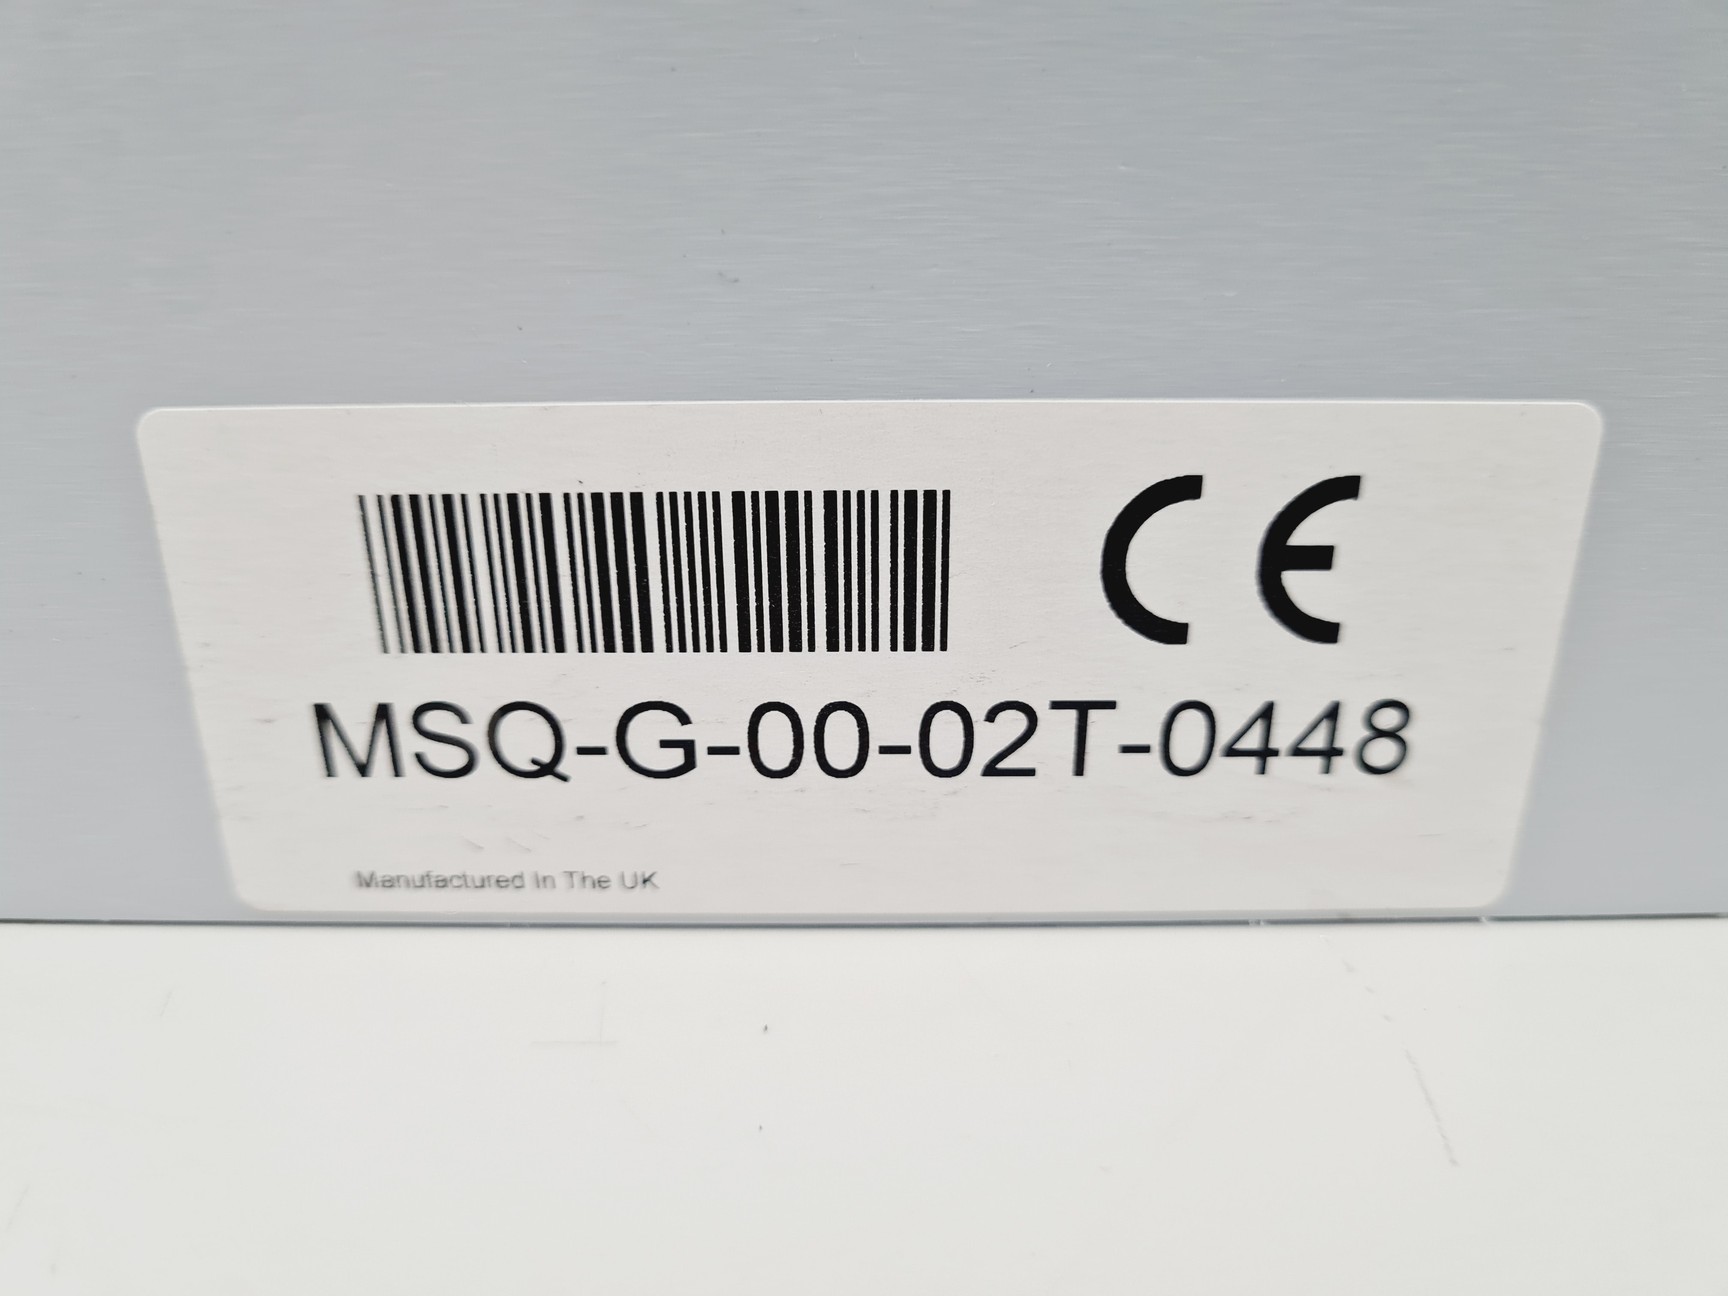 CE
MSQ-G-00-02T-0448
Manufactured In The UK